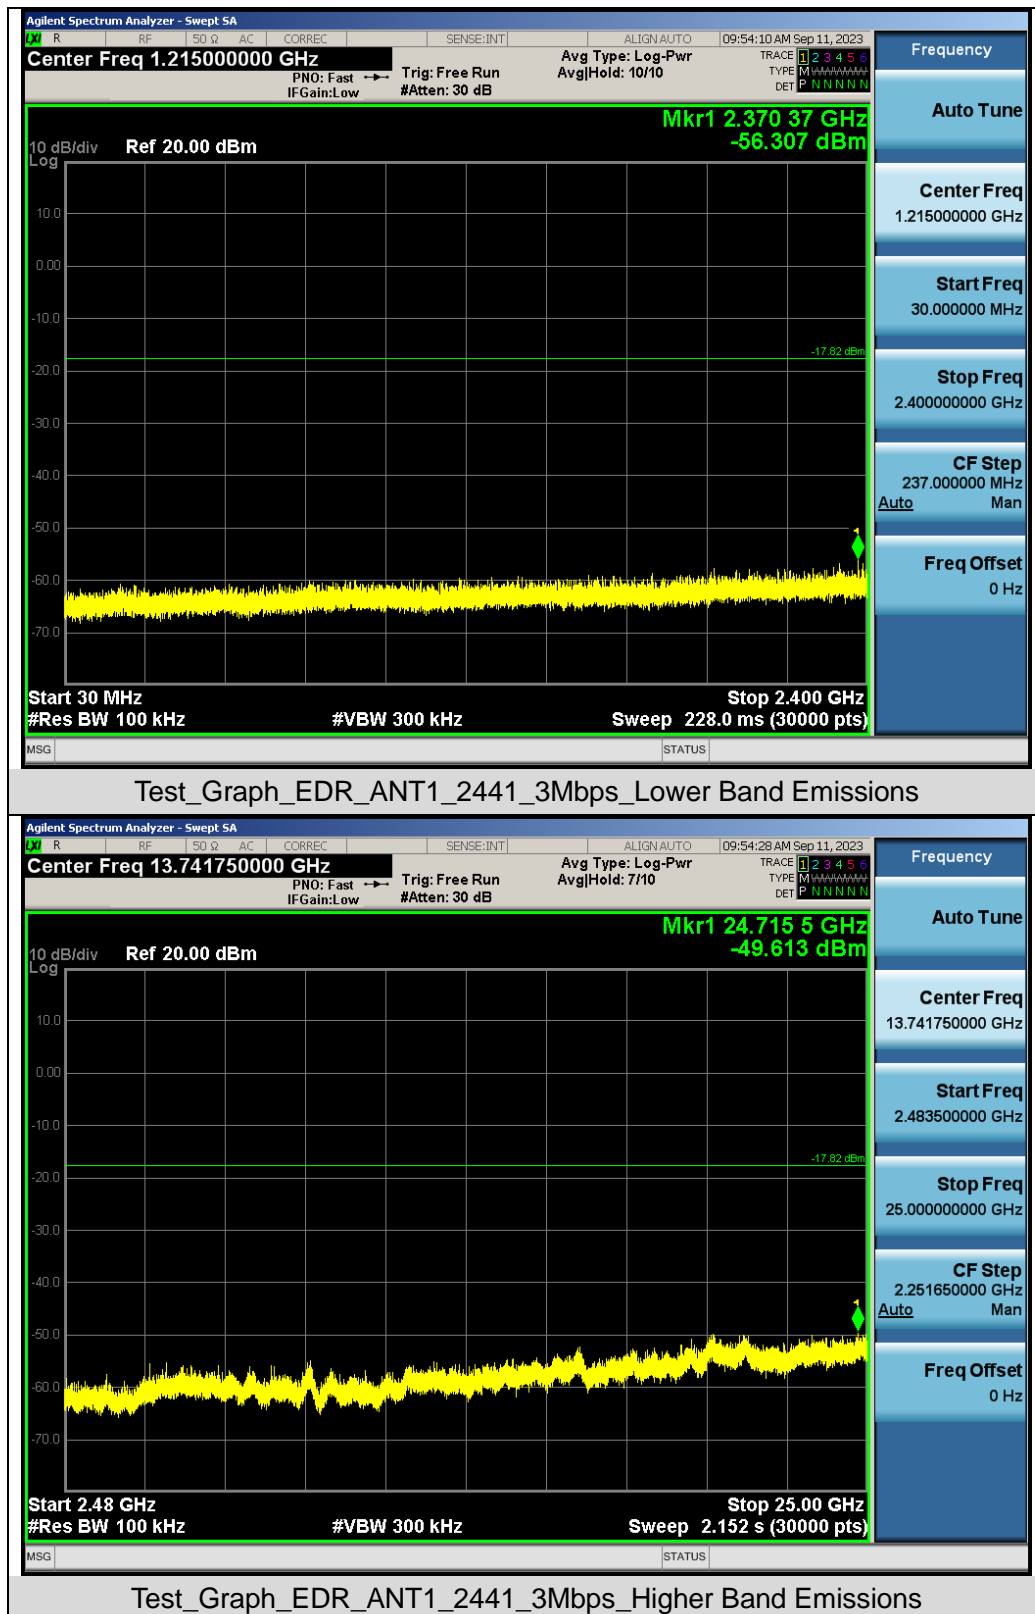 Agilent Spectrum Analyzer - Swept SA
LXI R RF 50 Ω AC CORREC SENSE:INT ALIGN AUTO 09:54:10 AM Sep 11, 2023
Center Freq 1.215000000 GHz
PNO: Fast
IFGain:Low
Trig: Free Run
#Atten: 30 dB
Avg Type: Log-Pwr
Avg|Hold: 10/10
TRACE 1 2 3 4 5 6
TYPE M
DET P N N N N N
Mkr1 2.370 37 GHz
-56.307 dBm
10 dB/div Ref 20.00 dBm
Log
10.0
0.00
-10.0
-17.82 dBm
-20.0
-30.0
-40.0
-50.0
1
-60.0
-70.0
Start 30 MHz Stop 2.400 GHz
#Res BW 100 kHz #VBW 300 kHz Sweep 228.0 ms (30000 pts)
MSG STATUS
Frequency
Auto Tune
Center Freq
1.215000000 GHz
Start Freq
30.000000 MHz
Stop Freq
2.400000000 GHz
CF Step
237.000000 MHz
Auto Man
Freq Offset
0 Hz
Test_Graph_EDR_ANT1_2441_3Mbps_Lower Band Emissions
Agilent Spectrum Analyzer - Swept SA
LXI R RF 50 Ω AC CORREC SENSE:INT ALIGN AUTO 09:54:28 AM Sep 11, 2023
Center Freq 13.741750000 GHz
PNO: Fast
IFGain:Low
Trig: Free Run
#Atten: 30 dB
Avg Type: Log-Pwr
Avg|Hold: 7/10
TRACE 1 2 3 4 5 6
TYPE M
DET P N N N N N
Mkr1 24.715 5 GHz
-49.613 dBm
10 dB/div Ref 20.00 dBm
Log
10.0
0.00
-10.0
-17.82 dBm
-20.0
-30.0
-40.0
1
-50.0
-60.0
-70.0
Start 2.48 GHz Stop 25.00 GHz
#Res BW 100 kHz #VBW 300 kHz Sweep 2.152 s (30000 pts)
MSG STATUS
Frequency
Auto Tune
Center Freq
13.741750000 GHz
Start Freq
2.483500000 GHz
Stop Freq
25.000000000 GHz
CF Step
2.251650000 GHz
Auto Man
Freq Offset
0 Hz
Test_Graph_EDR_ANT1_2441_3Mbps_Higher Band Emissions